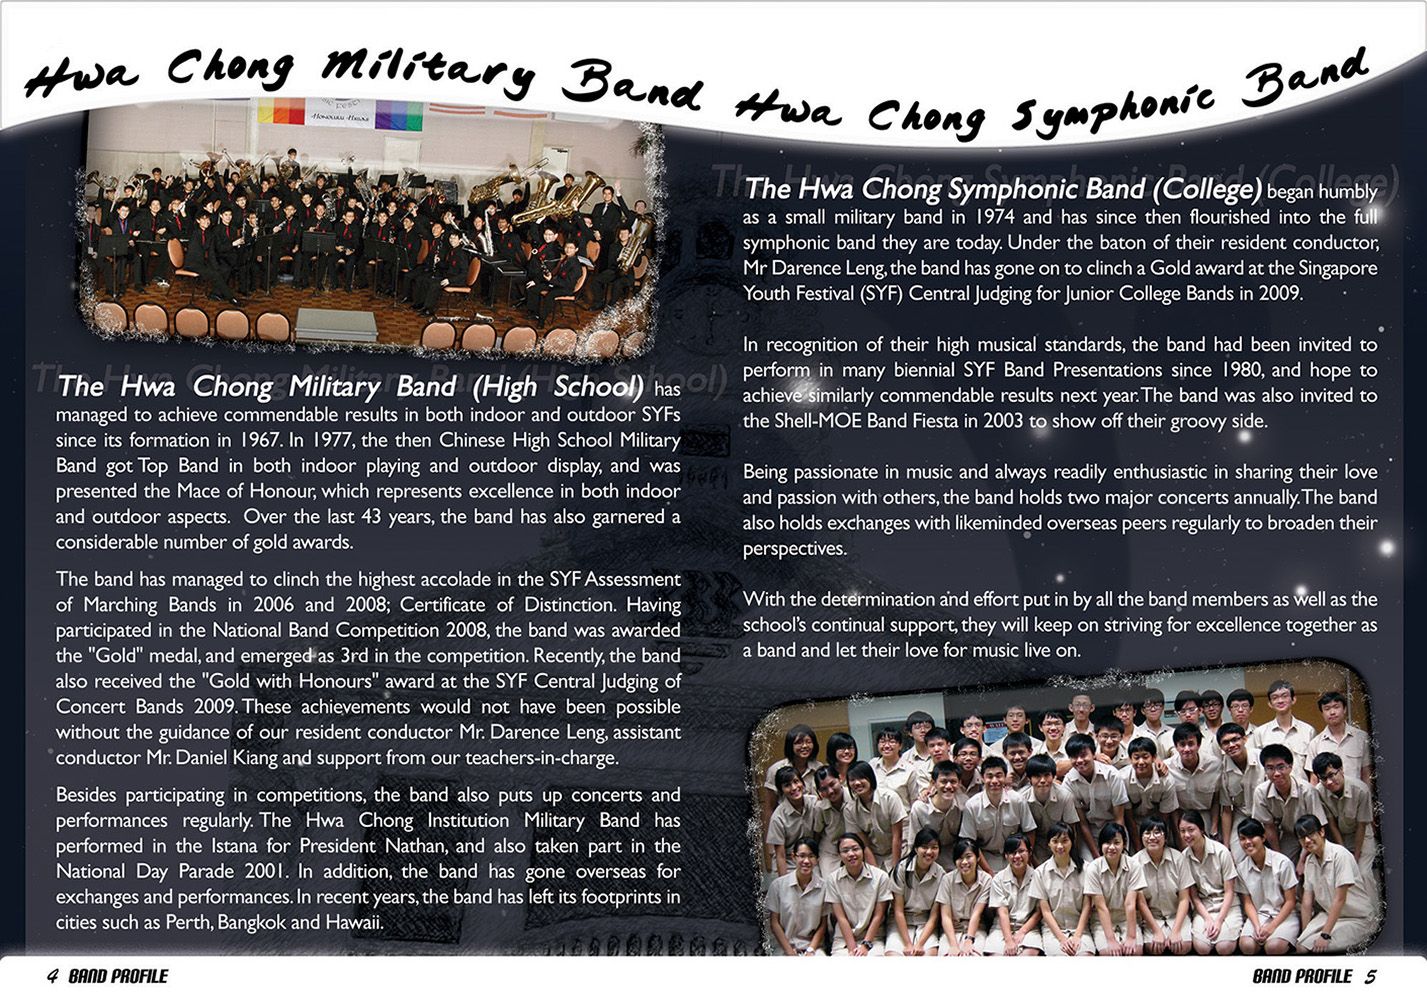 Hwa Chong Military Band
Honolulu Hawaii
The Hwa Chong Military Band (High School) has
managed to achieve commendable results in both indoor and outdoor SYFs
since its formation in 1967. In 1977, the then Chinese High School Military
Band got Top Band in both indoor playing and outdoor display, and was
presented the Mace of Honour, which represents excellence in both indoor
and outdoor aspects.  Over the last 43 years, the band has also garnered a
considerable number of gold awards.
The band has managed to clinch the highest accolade in the SYF Assessment
of Marching Bands in 2006 and 2008; Certificate of Distinction. Having
participated in the National Band Competition 2008, the band was awarded
the "Gold" medal, and emerged as 3rd in the competition. Recently, the band
also received the "Gold with Honours" award at the SYF Central Judging of
Concert Bands 2009. These achievements would not have been possible
without the guidance of our resident conductor Mr. Darence Leng, assistant
conductor Mr. Daniel Kiang and support from our teachers-in-charge.
Besides participating in competitions, the band also puts up concerts and
performances regularly. The Hwa Chong Institution Military Band has
performed in the Istana for President Nathan, and also taken part in the
National Day Parade 2001. In addition, the band has gone overseas for
exchanges and performances. In recent years, the band has left its footprints in
cities such as Perth, Bangkok and Hawaii.
4 BAND PROFILE
Hwa Chong Symphonic Band
The Hwa Chong Symphonic Band (College) began humbly
as a small military band in 1974 and has since then flourished into the full
symphonic band they are today. Under the baton of their resident conductor,
Mr Darence Leng, the band has gone on to clinch a Gold award at the Singapore
Youth Festival (SYF) Central Judging for Junior College Bands in 2009.
In recognition of their high musical standards, the band had been invited to
perform in many biennial SYF Band Presentations since 1980, and hope to
achieve similarly commendable results next year. The band was also invited to
the Shell-MOE Band Fiesta in 2003 to show off their groovy side.
Being passionate in music and always readily enthusiastic in sharing their love
and passion with others, the band holds two major concerts annually. The band
also holds exchanges with likeminded overseas peers regularly to broaden their
perspectives.
With the determination and effort put in by all the band members as well as the
school's continual support, they will keep on striving for excellence together as
a band and let their love for music live on.
BAND PROFILE 5